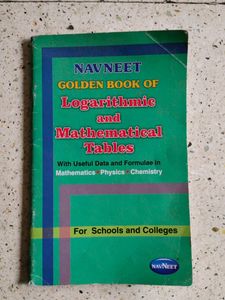 NAVNEET
GOLDEN BOOK OF
Logarithmic
and
Mathematical
Tables
With Useful Data and Formulae in
Mathematics Physics Chemistry
For Schools and Colleges
NAVNEET